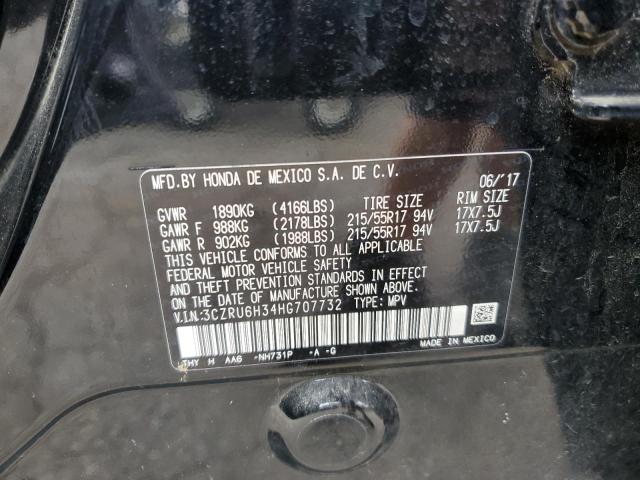 MFD.BY HONDA DE MEXICO S.A. DE C.V. 06/'17
GVWR 1890KG (4166LBS) TIRE SIZE RIM SIZE
GAWR F 988KG (2178LBS) 215/55R17 94V 17X7.5J
GAWR R 902KG (1988LBS) 215/55R17 94V 17X7.5J
THIS VEHICLE CONFORMS TO ALL APPLICABLE
FEDERAL MOTOR VEHICLE SAFETY
AND THEFT PREVENTION STANDARDS IN EFFECT
ON THE DATE OF MANUFACTURE SHOWN ABOVE.
V.I.N:3CZRU6H34HG707732 TYPE: MPV
THY H AAG -NH731P -A -G MADE IN MEXICO